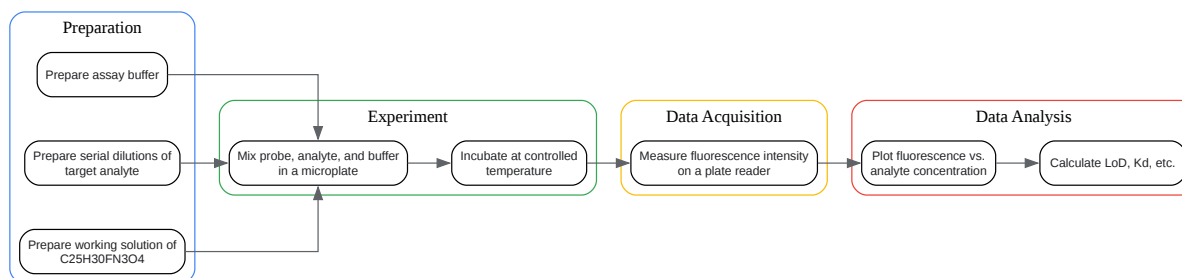 Preparation
Prepare assay buffer
Prepare serial dilutions of
target analyte
Prepare working solution of
C25H30FN3O4
Experiment
Mix probe, analyte, and buffer
in a microplate
Incubate at controlled
temperature
Data Acquisition
Measure fluorescence intensity
on a plate reader
Data Analysis
Plot fluorescence vs.
analyte concentration
Calculate LoD, Kd, etc.